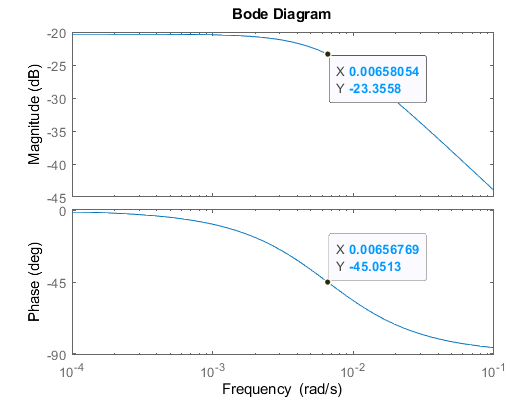 Bode Diagram
Magnitude (dB)
-20
-25
-30
-35
-40
-45
X 0.00658054
Y -23.3558
Phase (deg)
0
-45
-90
X 0.00656769
Y -45.0513
10-4
10-3
10-2
10-1
Frequency (rad/s)